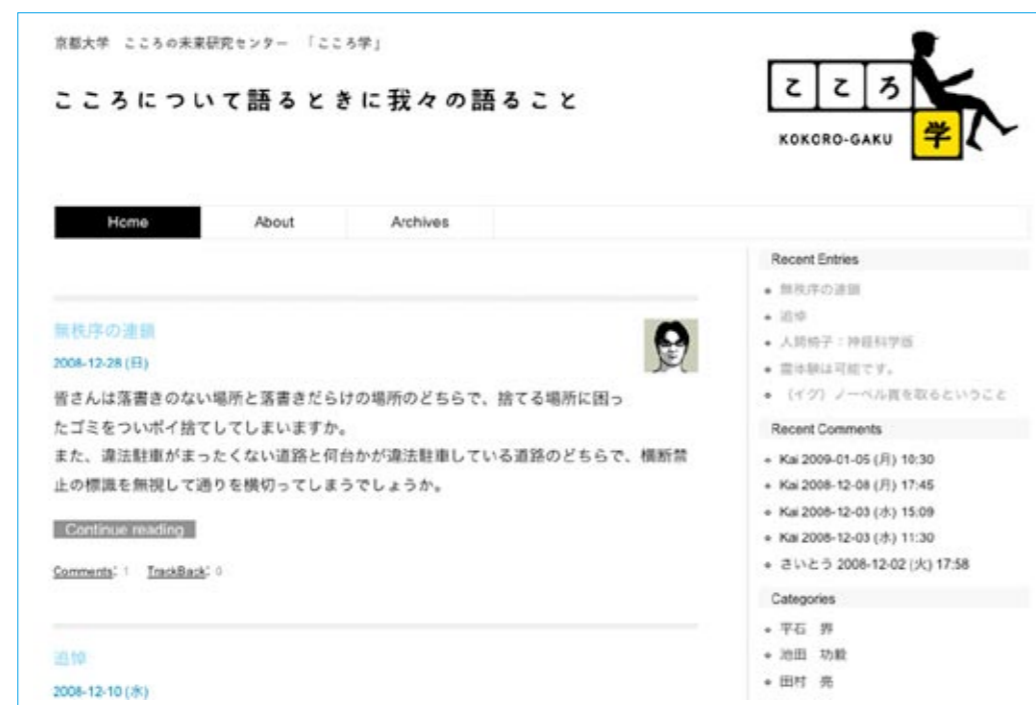 京都大学　こころの未来研究センター　「こころ学」
こころについて語るときに我々の語ること
こころ
学
KOKORO-GAKU
Home
About
Archives
無秩序の連鎖
2008-12-28 (日)
皆さんは落書きのない場所と落書きだらけの場所のどちらで、捨てる場所に困っ
たゴミをついポイ捨てしてしまいますか。
また、違法駐車がまったくない道路と何台かが違法駐車している道路のどちらで、横断禁
止の標識を無視して通りを横切ってしまうでしょうか。
Continue reading
Comments: 1 TrackBack: 0
追悼
2008-12-10 (水)
Recent Entries
無秩序の連鎖
追悼
人間椅子：神経科学版
霊体験は可能です。
（イグ）ノーベル賞を取るということ
Recent Comments
Kai 2009-01-05 (月) 10:30
Kai 2008-12-08 (月) 17:45
Kai 2008-12-03 (水) 15:09
Kai 2008-12-03 (水) 11:30
さいとう 2008-12-02 (火) 17:58
Categories
平石　界
池田　功毅
田村　亮